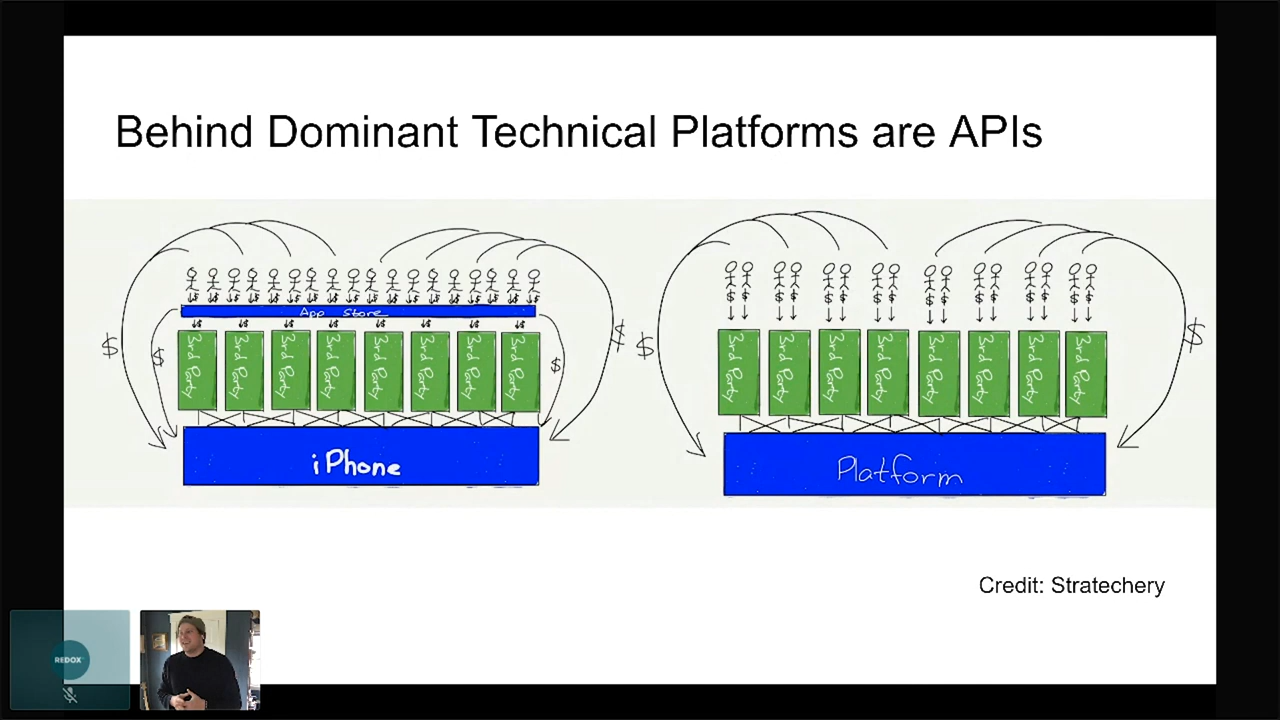 Behind Dominant Technical Platforms are APIs
App Store
$ $ $ $ $ $
3rd Party 3rd Party 3rd Party 3rd Party 3rd Party 3rd Party 3rd Party 3rd Party
3rd Party 3rd Party 3rd Party 3rd Party 3rd Party 3rd Party 3rd Party 3rd Party
iPhone
Platform
Credit: Stratechery
REDOX